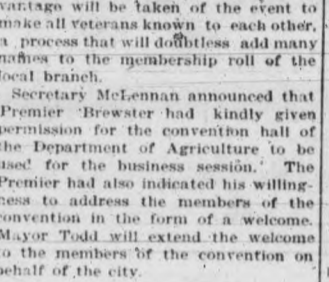 vantage will be taken of the event to
make all veterans known to each other,
a process that will doubtless add many
names to the membership roll of the
local branch.
Secretary McLennan announced that
Premier Brewster had kindly given
permission for the convention hall of
the Department of Agriculture to be
used for the business session. The
Premier had also indicated his willing-
ness to address the members of the
convention in the form of a welcome.
Mayor Todd will extend the welcome
to the members of the convention on
behalf of the city.